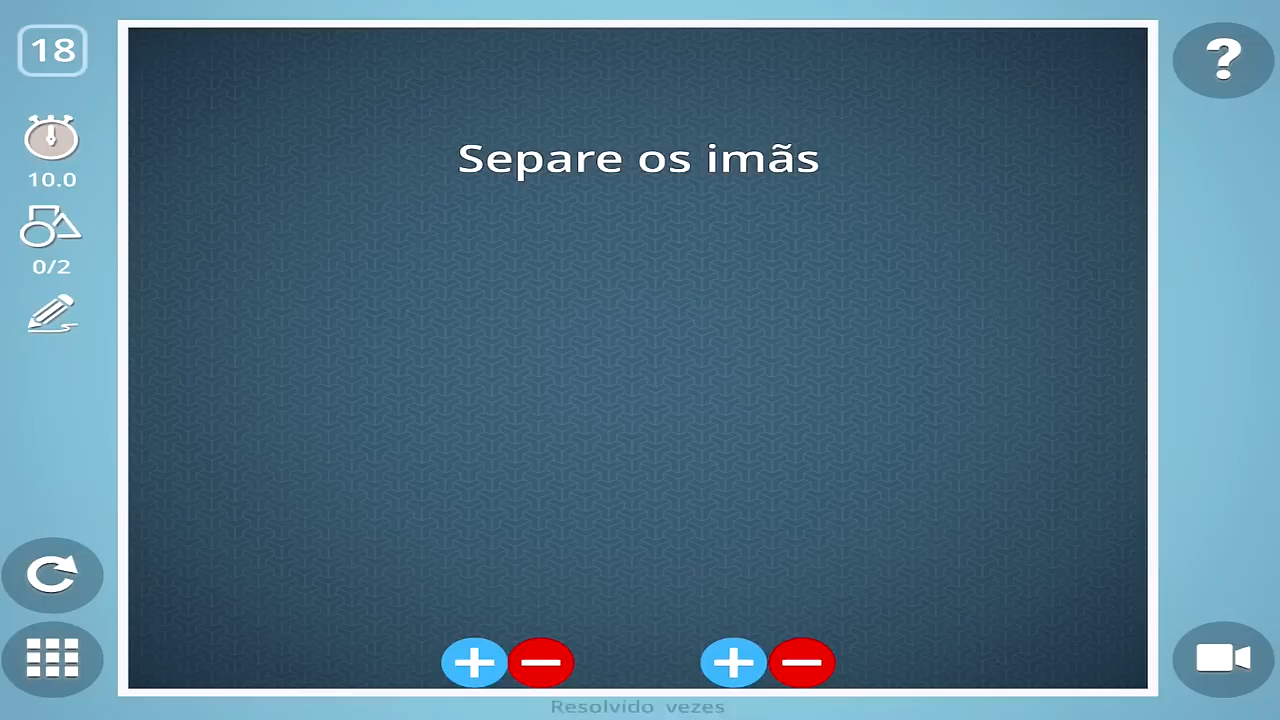 18
Separe os imãs
?
10.0
0/2
+ − + −
Resolvido vezes